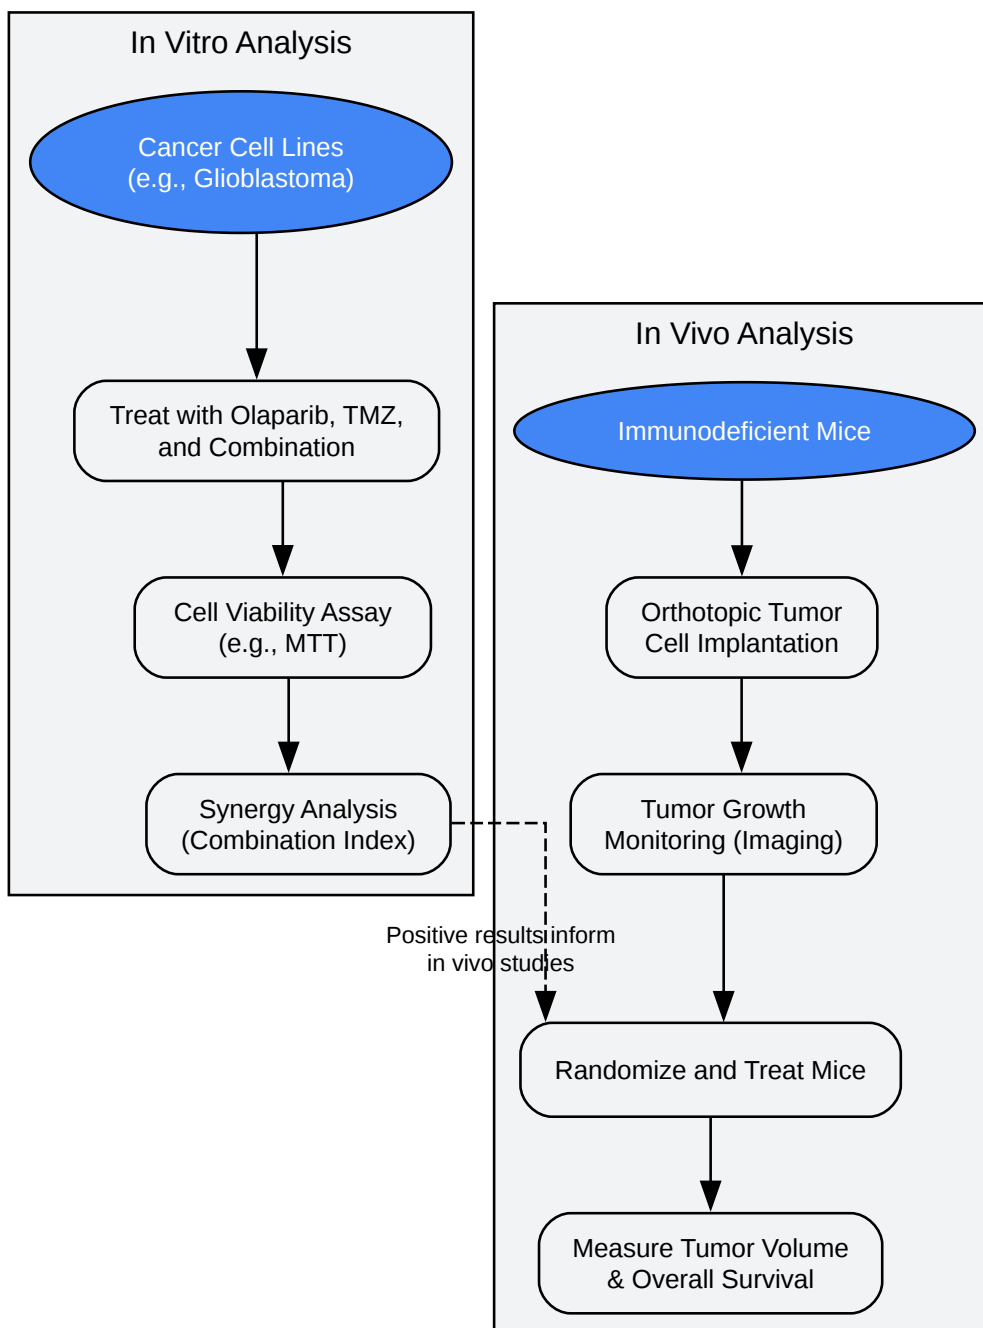 In Vitro Analysis
Cancer Cell Lines
(e.g., Glioblastoma)
Treat with Olaparib, TMZ,
and Combination
Cell Viability Assay
(e.g., MTT)
Synergy Analysis
(Combination Index)
Positive results inform
in vivo studies
In Vivo Analysis
Immunodeficient Mice
Orthotopic Tumor
Cell Implantation
Tumor Growth
Monitoring (Imaging)
Randomize and Treat Mice
Measure Tumor Volume
& Overall Survival